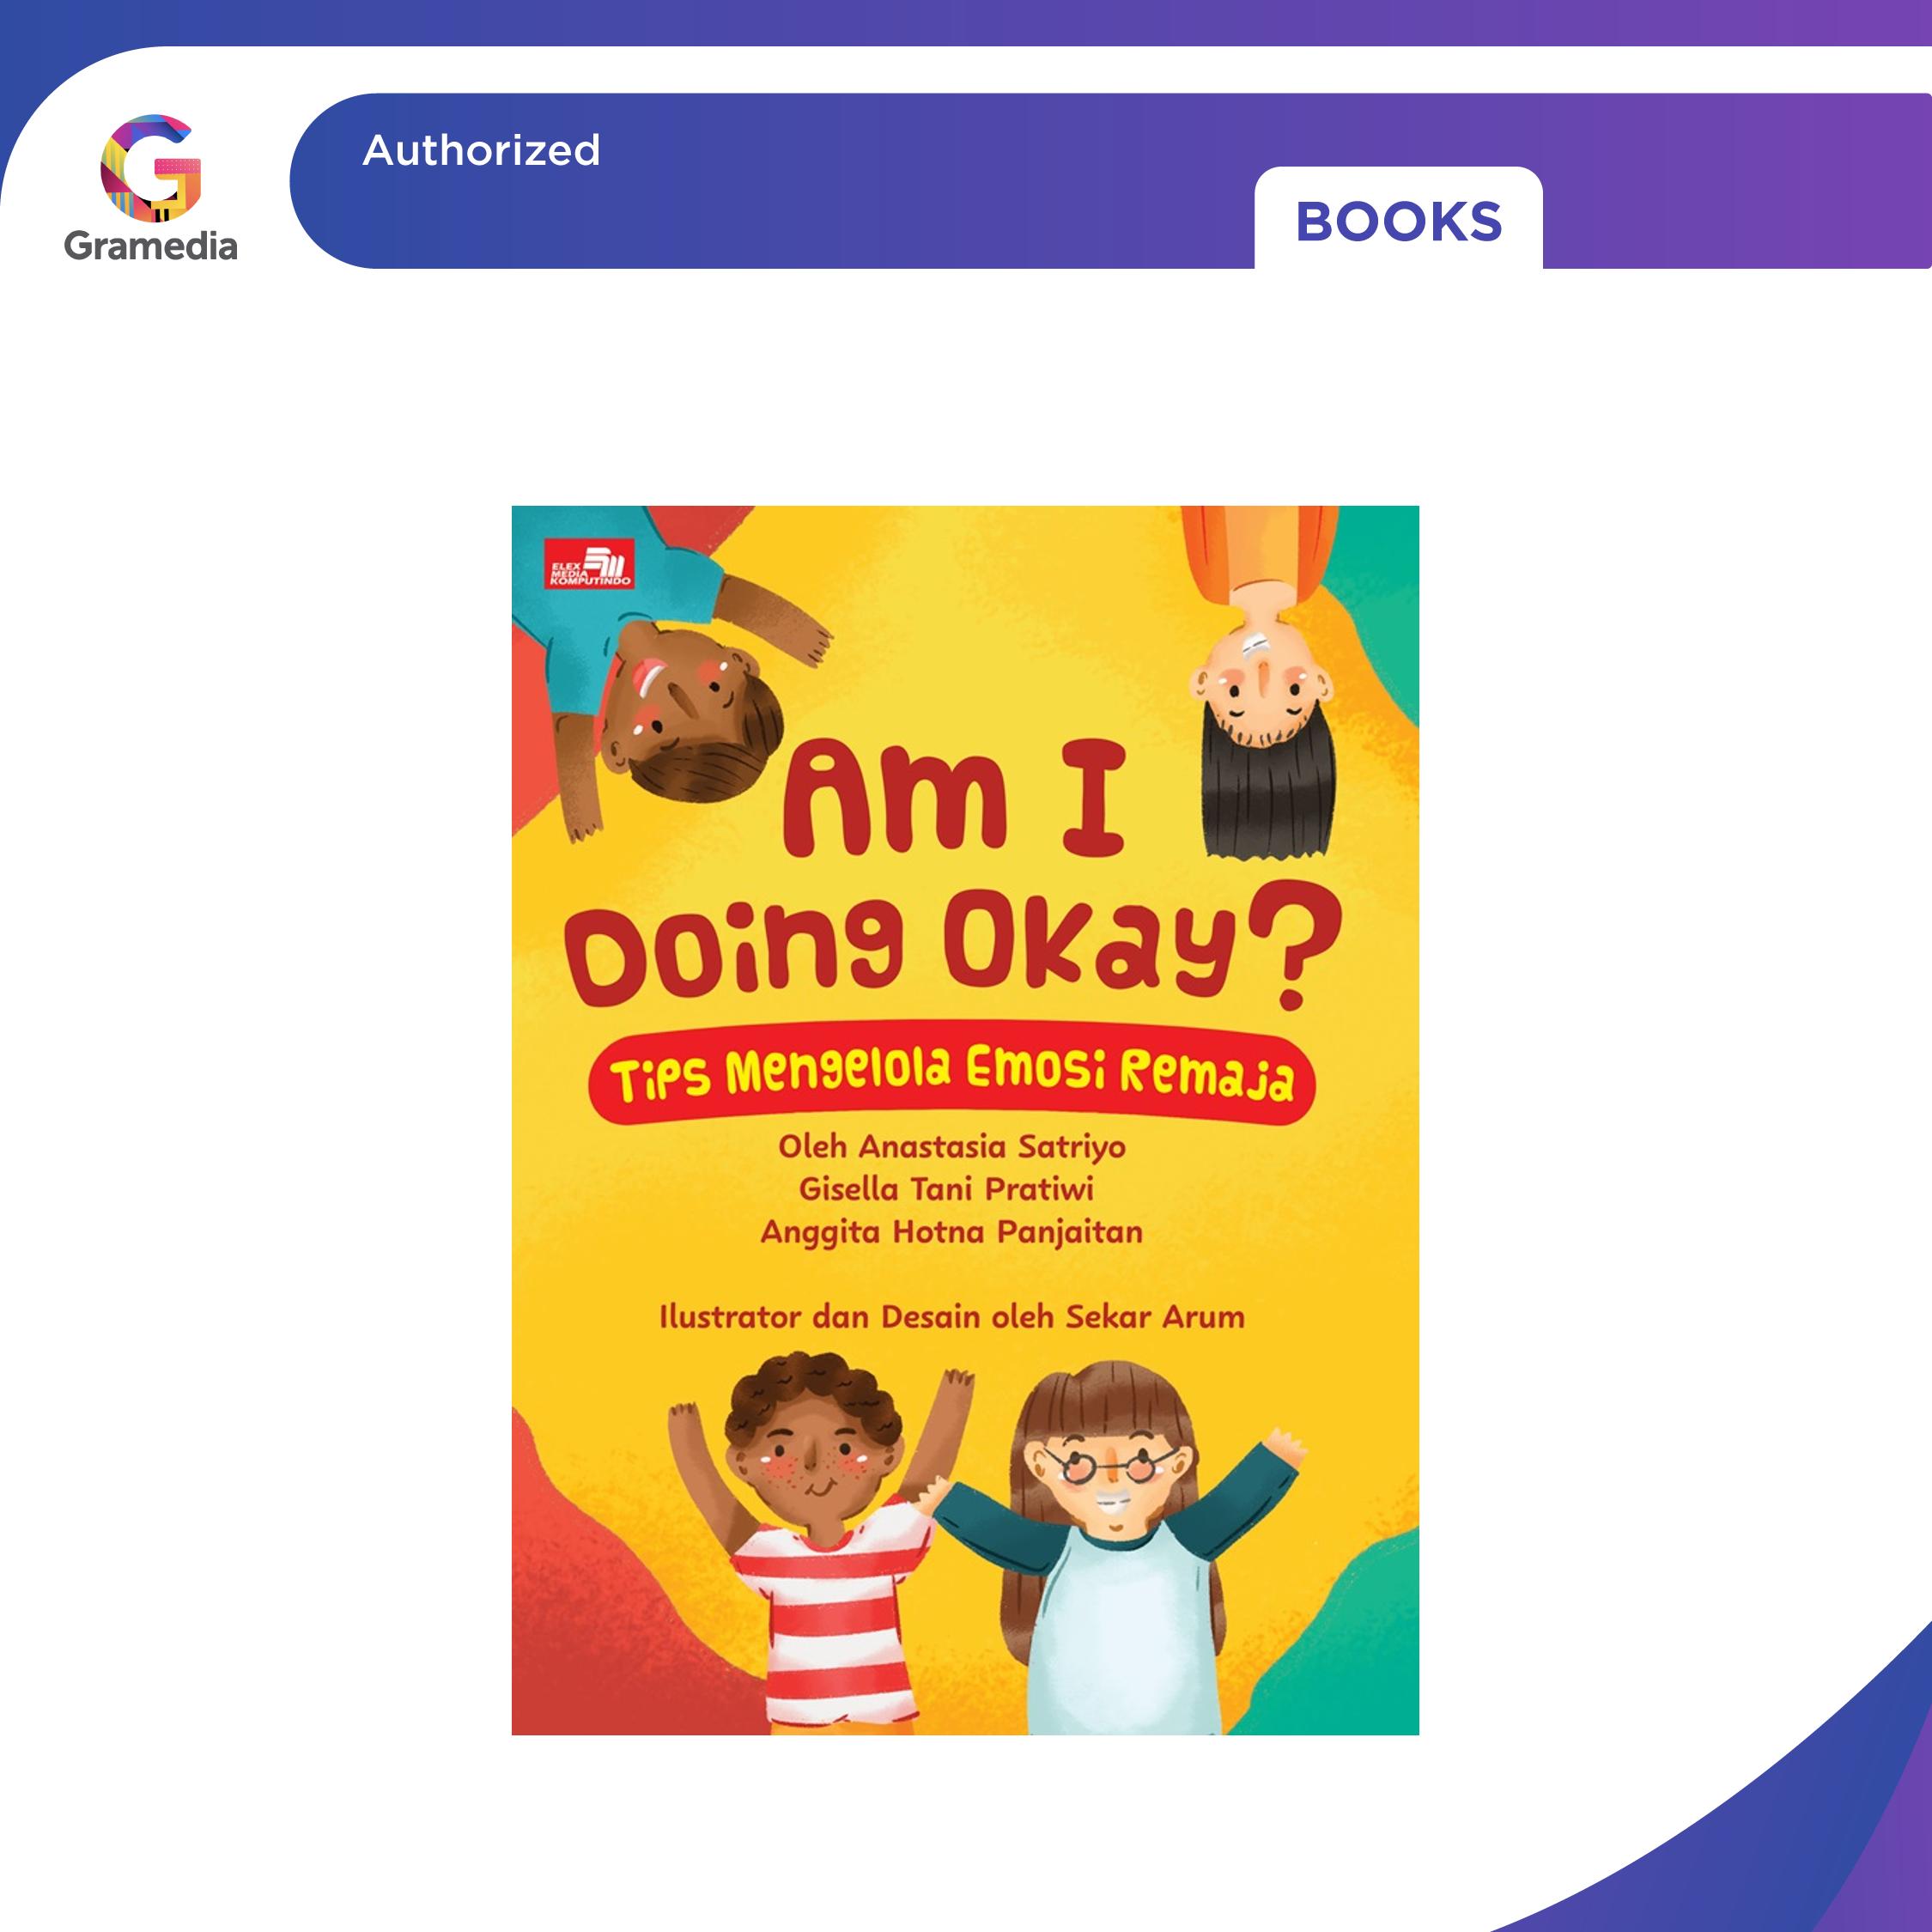 Gramedia
Authorized
BOOKS
ELEX
MEDIA
KOMPUTINDO
Am I
Doing Okay?
Tips Mengelola Emosi Remaja
Oleh Anastasia Satriyo
Gisella Tani Pratiwi
Anggita Hotna Panjaitan
Ilustrator dan Desain oleh Sekar Arum